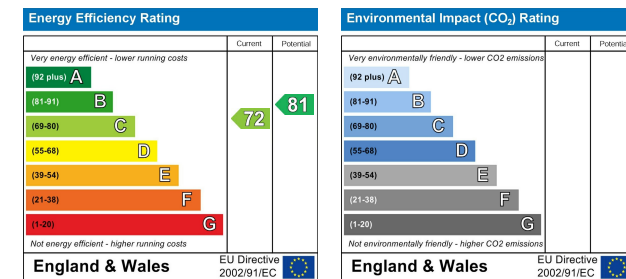 Energy Efficiency Rating
Current Potential
Very energy efficient - lower running costs
(92 plus) A
(81-91) B
(69-80) C
(55-68) D
(39-54) E
(21-38) F
(1-20) G
72
81
Not energy efficient - higher running costs
England & Wales
EU Directive
2002/91/EC
Environmental Impact (CO₂) Rating
Current Potential
Very environmentally friendly - lower CO2 emissions
(92 plus) A
(81-91) B
(69-80) C
(55-68) D
(39-54) E
(21-38) F
(1-20) G
Not environmentally friendly - higher CO2 emissions
England & Wales
EU Directive
2002/91/EC